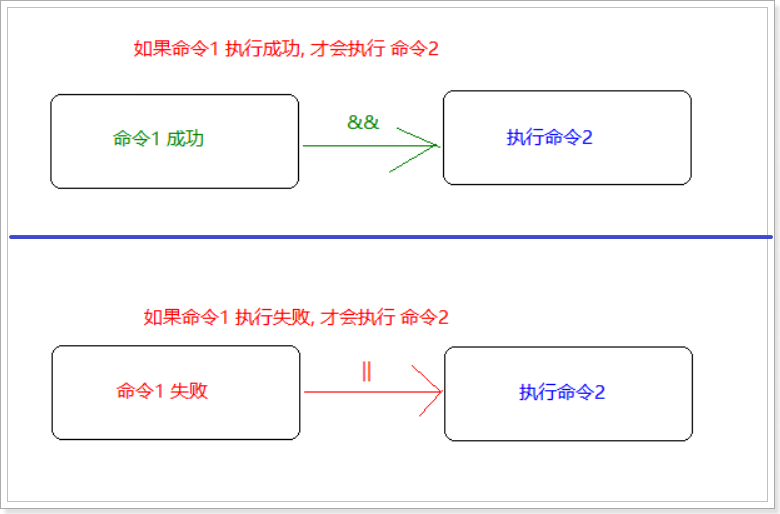 如果命令1 执行成功, 才会执行 命令2
&&
命令1 成功
执行命令2
如果命令1 执行失败, 才会执行 命令2
||
命令1 失败
执行命令2